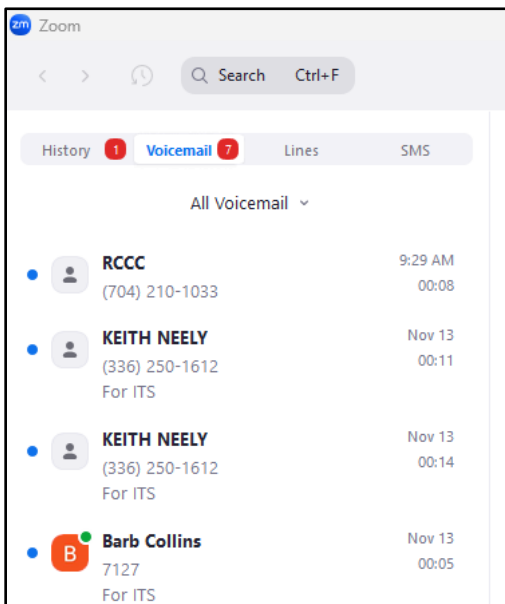 zm Zoom
Search Ctrl+F
History 1 Voicemail 7 Lines SMS
All Voicemail
RCCC 9:29 AM
(704) 210-1033 00:08
KEITH NEELY Nov 13
(336) 250-1612 00:11
For ITS
KEITH NEELY Nov 13
(336) 250-1612 00:14
For ITS
B Barb Collins Nov 13
7127 00:05
For ITS